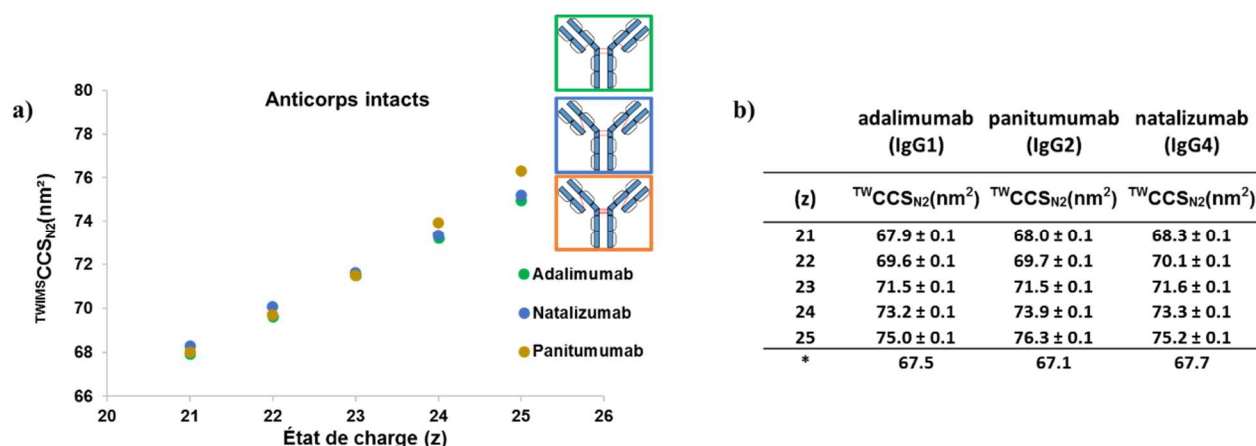 a)
Anticorps intacts
TWIMSCCSN2(nm²)
80
78
76
74
72
70
68
66
20 21 22 23 24 25 26
État de charge (z)
Adalimumab
Natalizumab
Panitumumab
b)
adalimumab panitumumab natalizumab
(IgG1) (IgG2) (IgG4)
(z) TWCCSN2(nm²) TWCCSN2(nm²) TWCCSN2(nm²)
21 67.9 ± 0.1 68.0 ± 0.1 68.3 ± 0.1
22 69.6 ± 0.1 69.7 ± 0.1 70.1 ± 0.1
23 71.5 ± 0.1 71.5 ± 0.1 71.6 ± 0.1
24 73.2 ± 0.1 73.9 ± 0.1 73.3 ± 0.1
25 75.0 ± 0.1 76.3 ± 0.1 75.2 ± 0.1
* 67.5 67.1 67.7